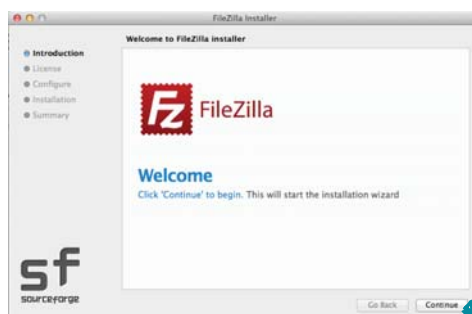 FileZilla Installer
Welcome to FileZilla installer
Introduction
License
Configure
Installation
Summary
Fz FileZilla
Welcome
Click 'Continue' to begin. This will start the installation wizard
sf
sourceforge
Go Back
Continue